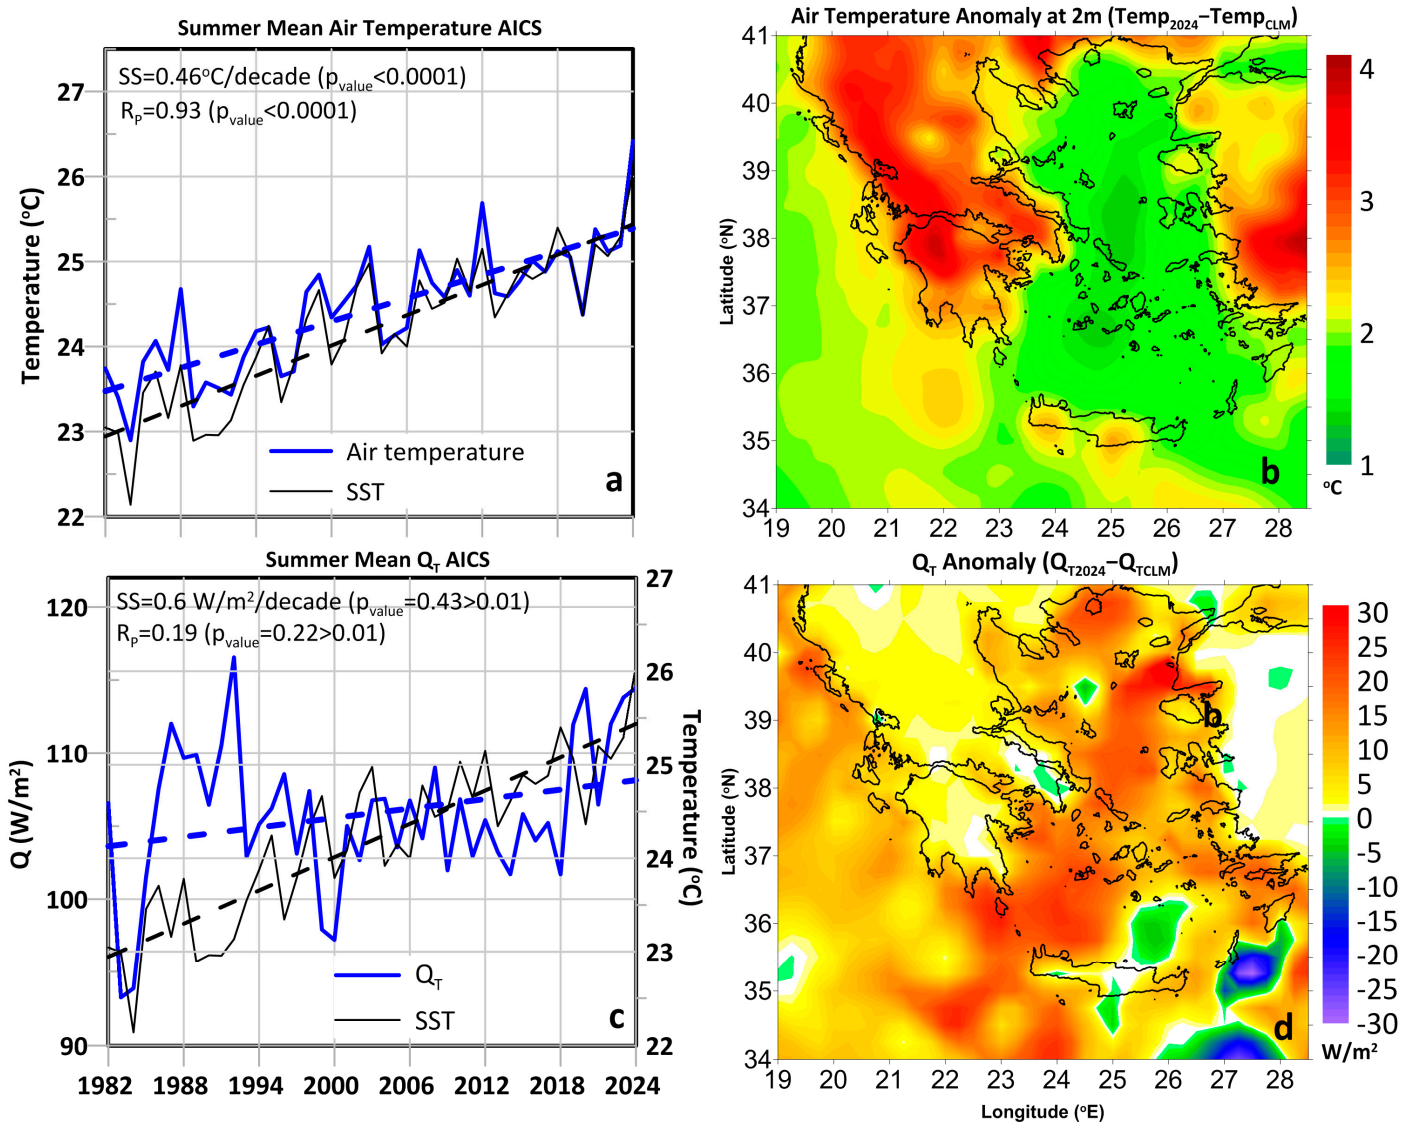 Summer Mean Air Temperature AICS
SS=0.46°C/decade (pvalue<0.0001)
RP=0.93 (pvalue<0.0001)
27
26
25
24
23
22
Temperature (°C)
Air temperature
SST
a
Air Temperature Anomaly at 2m (Temp2024−TempCLM)
41
40
39
38
37
36
35
34
Latitude (°N)
19 20 21 22 23 24 25 26 27 28
b
4
3
2
1
°C
Summer Mean QT AICS
SS=0.6 W/m²/decade (pvalue=0.43>0.01)
RP=0.19 (pvalue=0.22>0.01)
120
110
100
90
Q (W/m²)
27
26
25
24
23
22
Temperature (°C)
QT
SST
c
1982 1988 1994 2000 2006 2012 2018 2024
QT Anomaly (QT2024−QTCLM)
41
40
39
38
37
36
35
34
Latitude (°N)
b
d
19 20 21 22 23 24 25 26 27 28
Longitude (°E)
30
25
20
15
10
5
0
-5
-10
-15
-20
-25
-30
W/m²